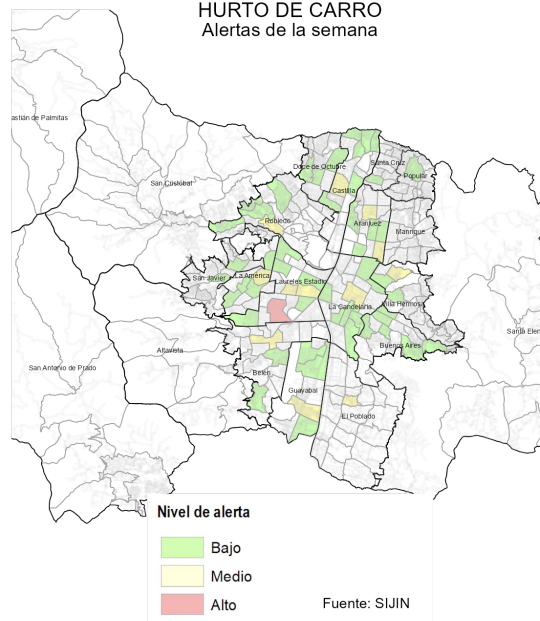 HURTO DE CARRO
Alertas de la semana
astián de Palmitas
San Cristóbal
Doce de Octubre
Santa Cruz
Popular
Castilla
Robledo
Aranjuez
Manrique
San Javier
La América
Laureles Estadio
La Candelaria
Villa Hermosa
Santa Elen
Buenos Aires
Altavista
San Antonio de Prado
Belén
Guayabal
El Poblado
Nivel de alerta
Bajo
Medio
Alto
Fuente: SIJIN